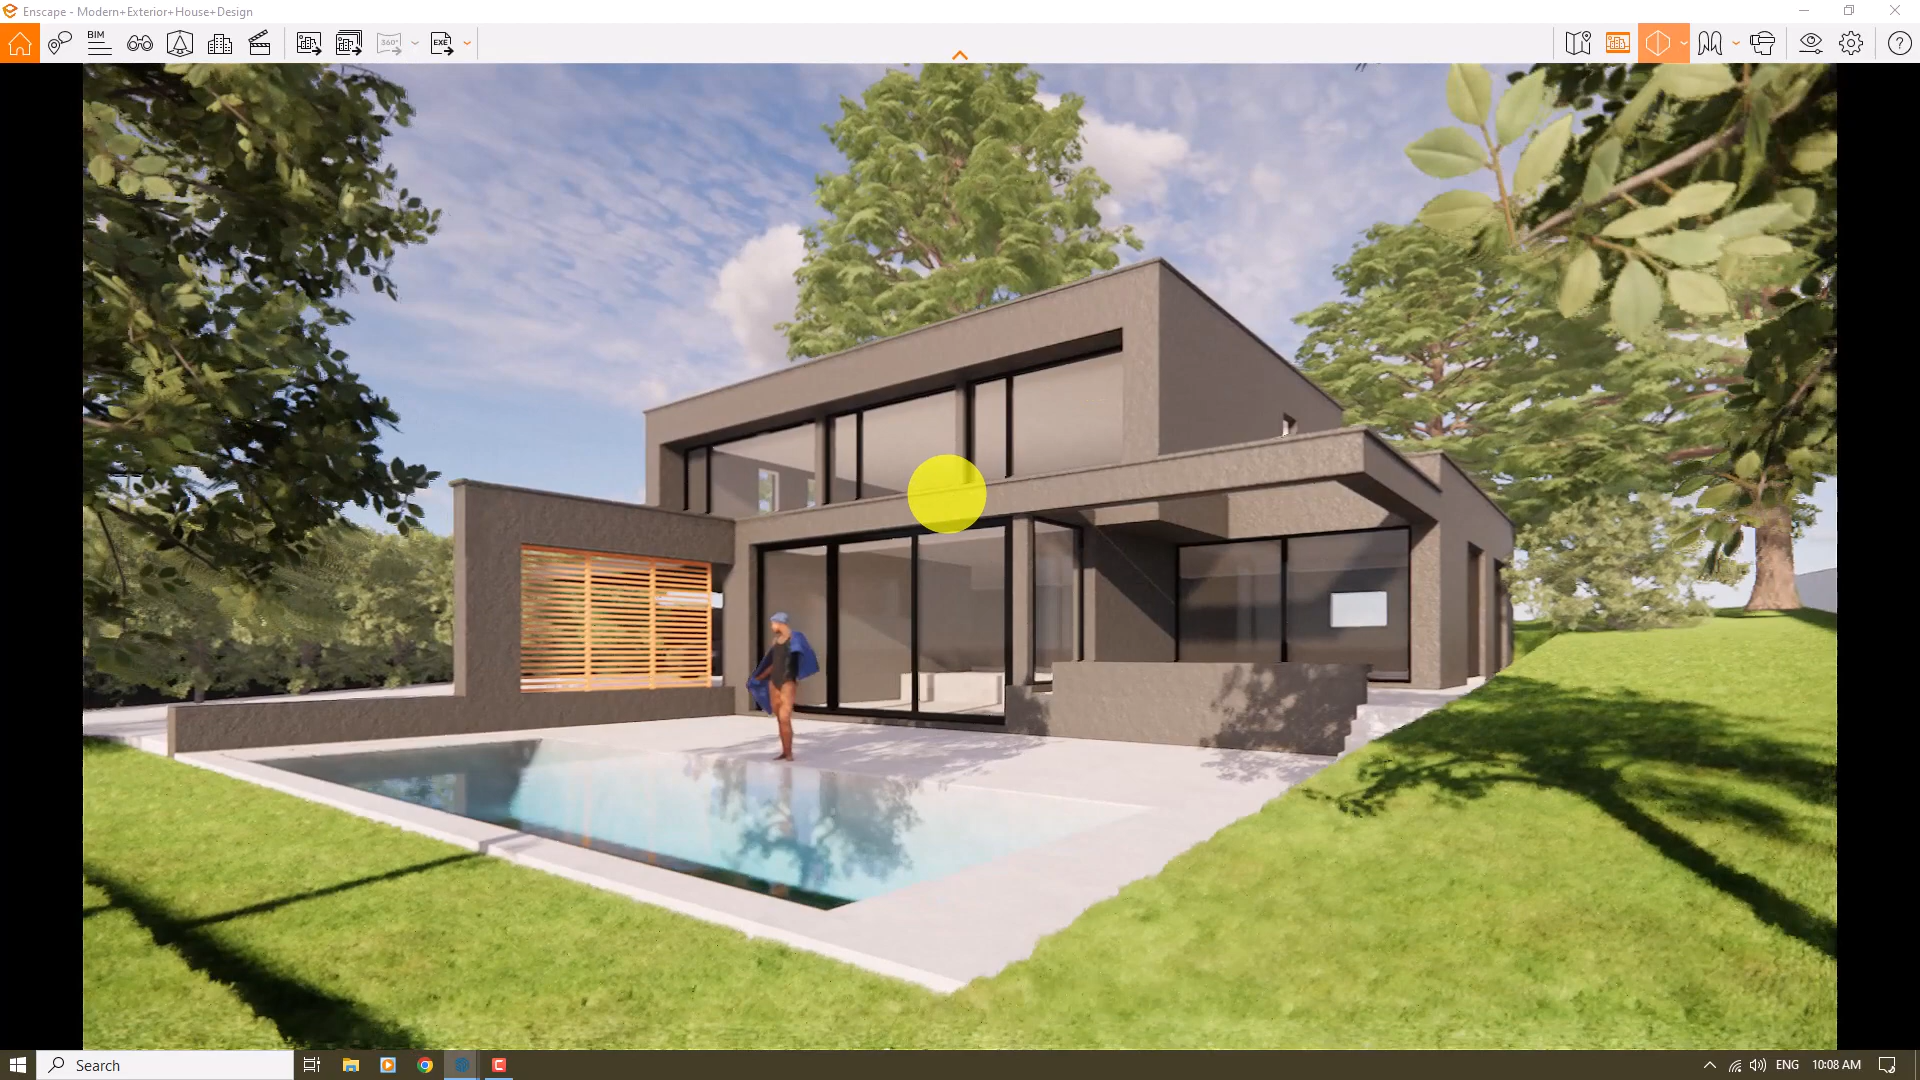 Enscape - Modern+Exterior+House+Design
BIM
360°
EXE
?
Search
ENG
10:08 AM